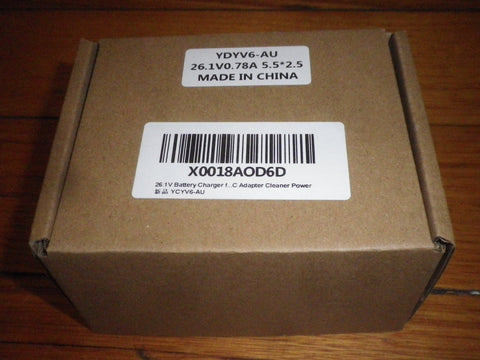 YDYV6-AU
26.1V0.78A 5.5*2.5
MADE IN CHINA
X0018AOD6D
26.1V Battery Charger f...C Adapter Cleaner Power
新品 YCYV6-AU